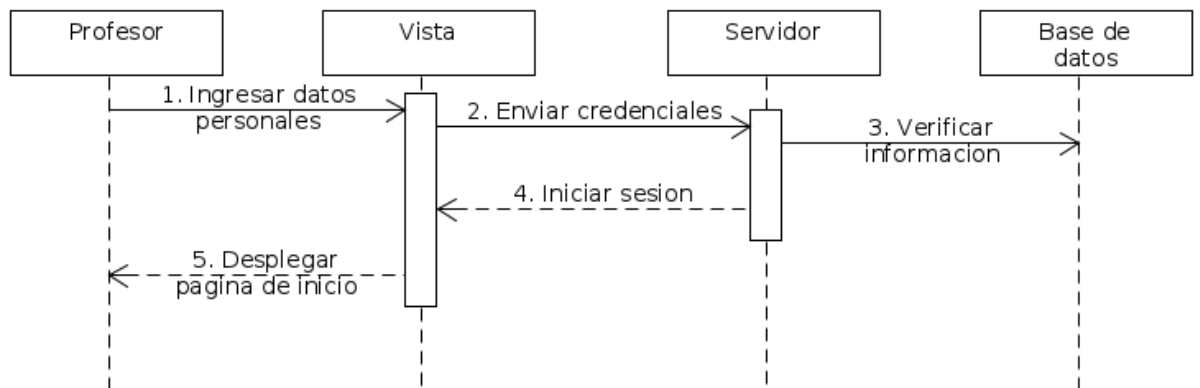 Profesor
Vista
Servidor
Base de
datos
1. Ingresar datos
personales
2. Enviar credenciales
3. Verificar
informacion
4. Iniciar sesion
5. Desplegar
pagina de inicio